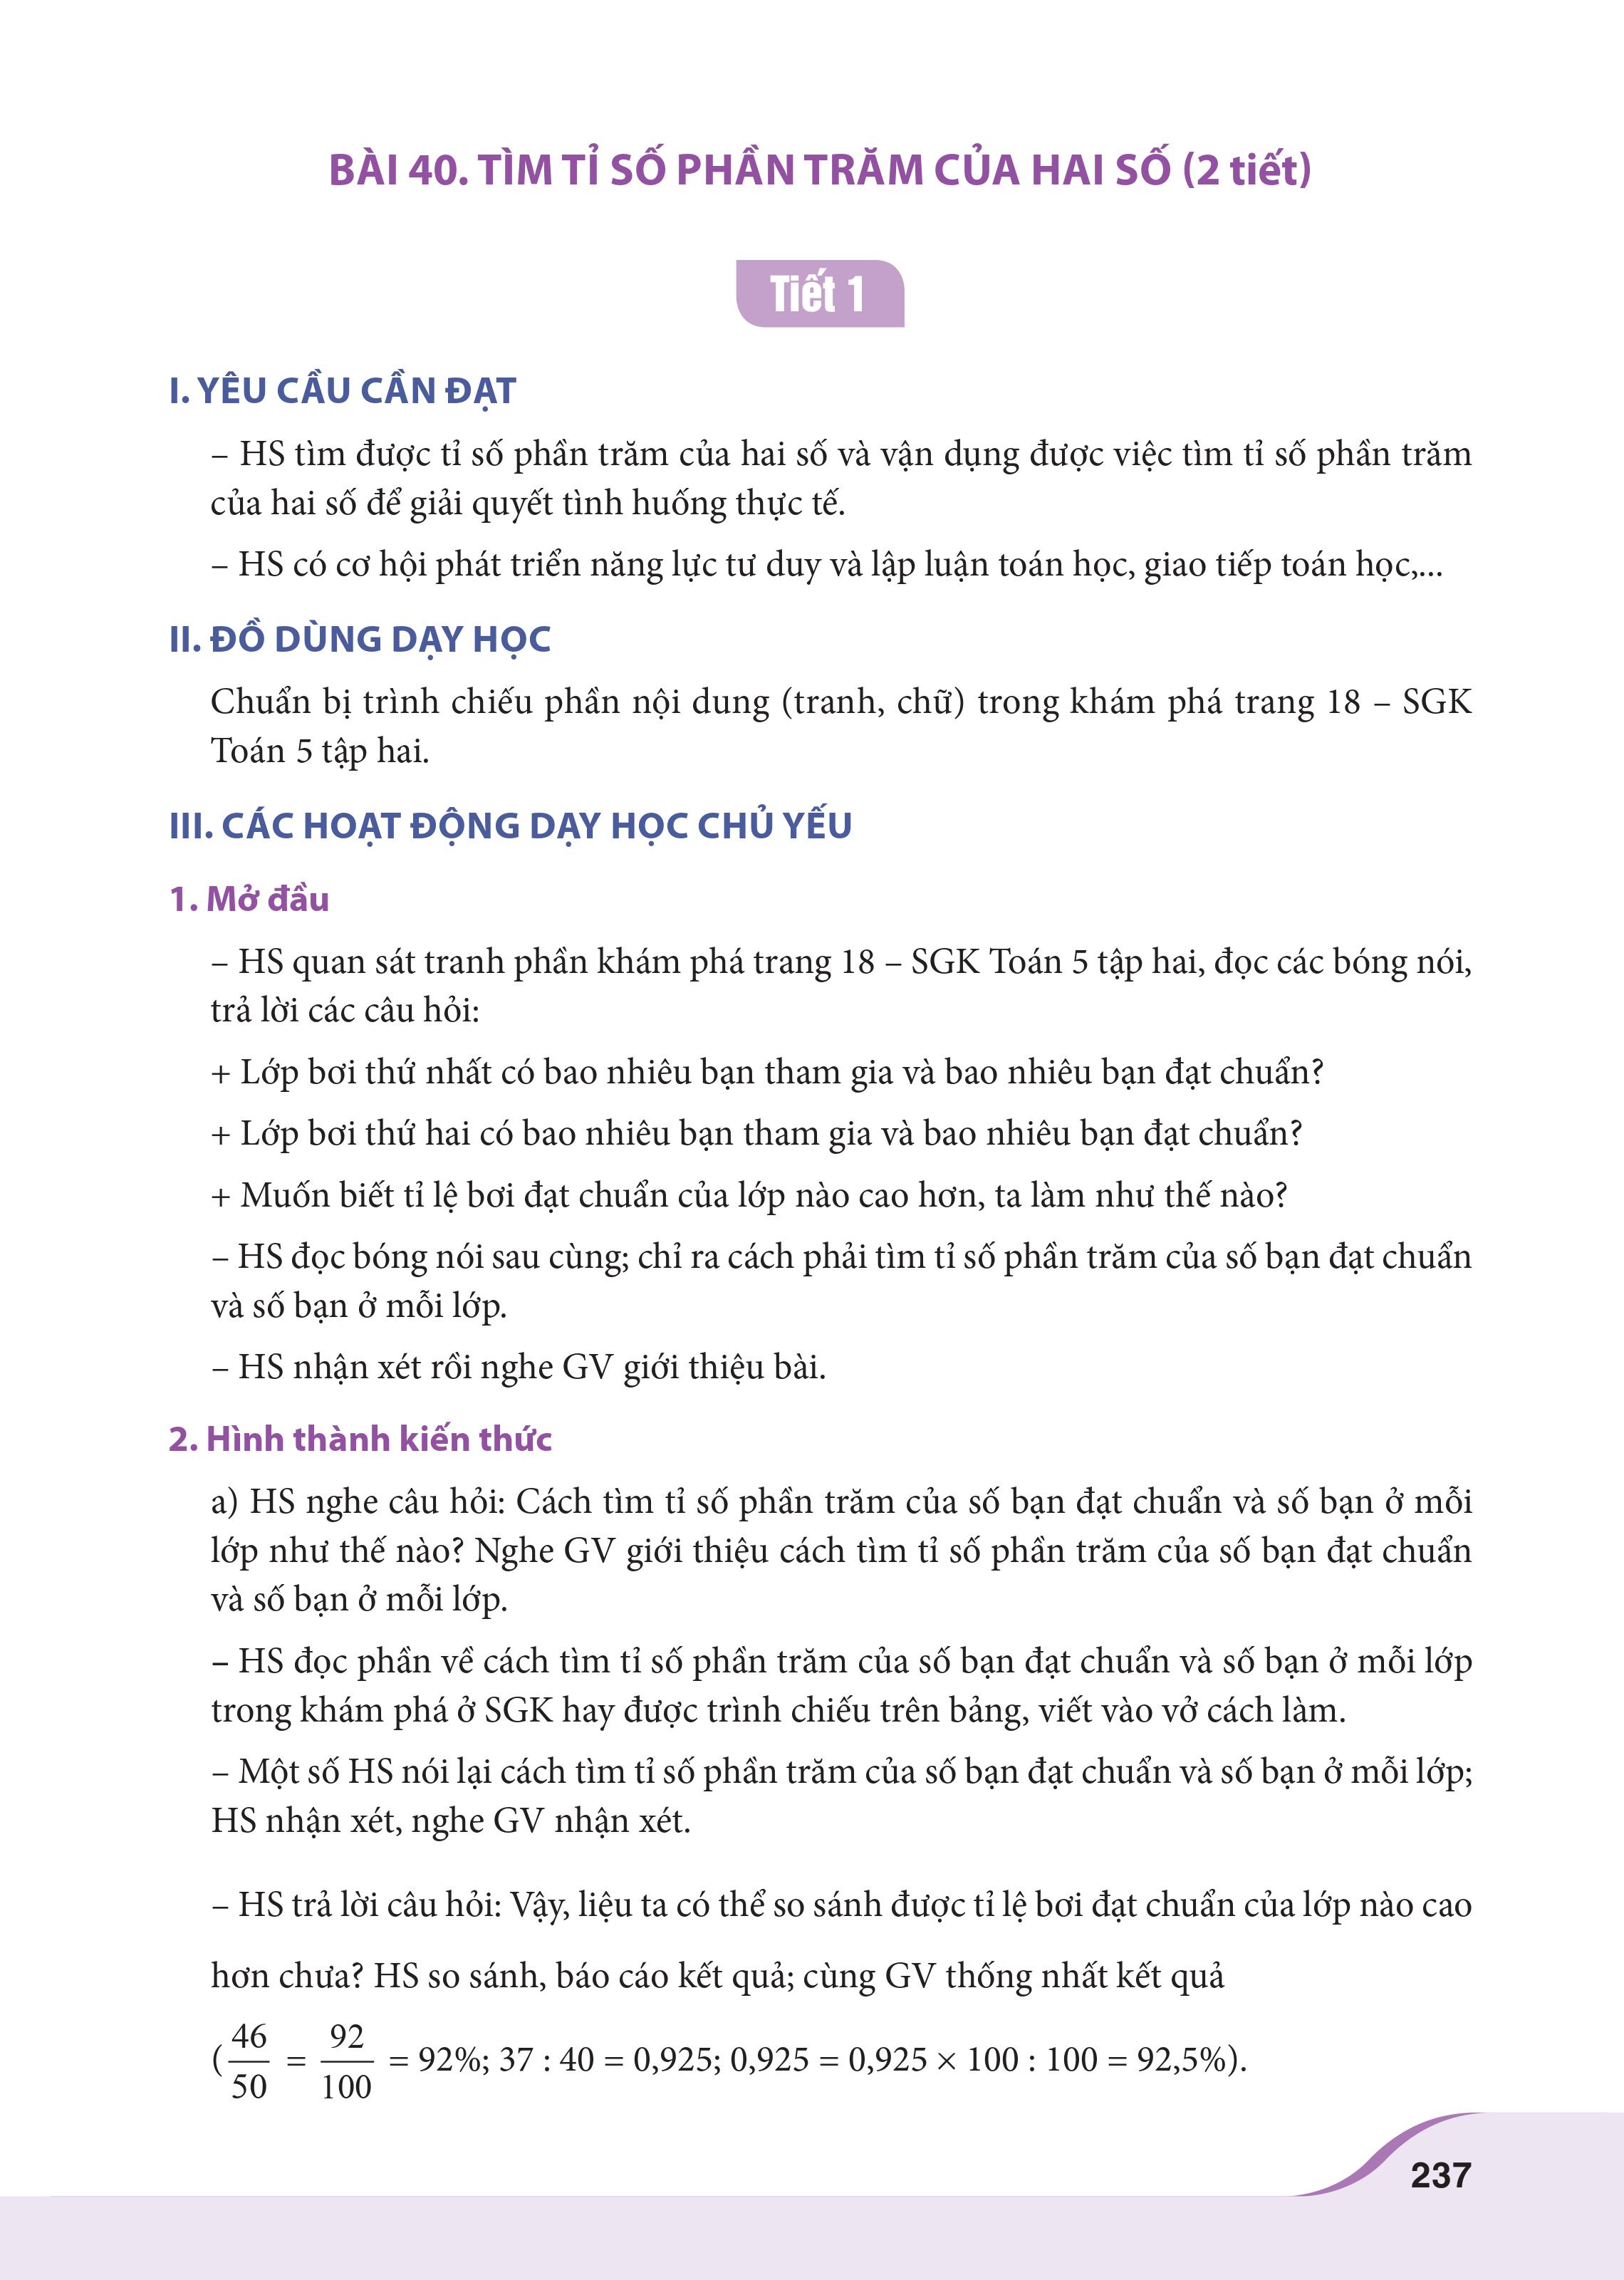 BÀI 40. TÌM TỈ SỐ PHẦN TRĂM CỦA HAI SỐ (2 tiết)
Tiết 1
I. YÊU CẦU CẦN ĐẠT
– HS tìm được tỉ số phần trăm của hai số và vận dụng được việc tìm tỉ số phần trăm
của hai số để giải quyết tình huống thực tế.
– HS có cơ hội phát triển năng lực tư duy và lập luận toán học, giao tiếp toán học,...
II. ĐỒ DÙNG DẠY HỌC
Chuẩn bị trình chiếu phần nội dung (tranh, chữ) trong khám phá trang 18 – SGK
Toán 5 tập hai.
III. CÁC HOẠT ĐỘNG DẠY HỌC CHỦ YẾU
1. Mở đầu
– HS quan sát tranh phần khám phá trang 18 – SGK Toán 5 tập hai, đọc các bóng nói,
trả lời các câu hỏi:
+ Lớp bơi thứ nhất có bao nhiêu bạn tham gia và bao nhiêu bạn đạt chuẩn?
+ Lớp bơi thứ hai có bao nhiêu bạn tham gia và bao nhiêu bạn đạt chuẩn?
+ Muốn biết tỉ lệ bơi đạt chuẩn của lớp nào cao hơn, ta làm như thế nào?
– HS đọc bóng nói sau cùng; chỉ ra cách phải tìm tỉ số phần trăm của số bạn đạt chuẩn
và số bạn ở mỗi lớp.
– HS nhận xét rồi nghe GV giới thiệu bài.
2. Hình thành kiến thức
a) HS nghe câu hỏi: Cách tìm tỉ số phần trăm của số bạn đạt chuẩn và số bạn ở mỗi
lớp như thế nào? Nghe GV giới thiệu cách tìm tỉ số phần trăm của số bạn đạt chuẩn
và số bạn ở mỗi lớp.
– HS đọc phần về cách tìm tỉ số phần trăm của số bạn đạt chuẩn và số bạn ở mỗi lớp
trong khám phá ở SGK hay được trình chiếu trên bảng, viết vào vở cách làm.
– Một số HS nói lại cách tìm tỉ số phần trăm của số bạn đạt chuẩn và số bạn ở mỗi lớp;
HS nhận xét, nghe GV nhận xét.
– HS trả lời câu hỏi: Vậy, liệu ta có thể so sánh được tỉ lệ bơi đạt chuẩn của lớp nào cao
hơn chưa? HS so sánh, báo cáo kết quả; cùng GV thống nhất kết quả
(46/50 = 92/100 = 92%; 37 : 40 = 0,925; 0,925 = 0,925 × 100 : 100 = 92,5%).
237